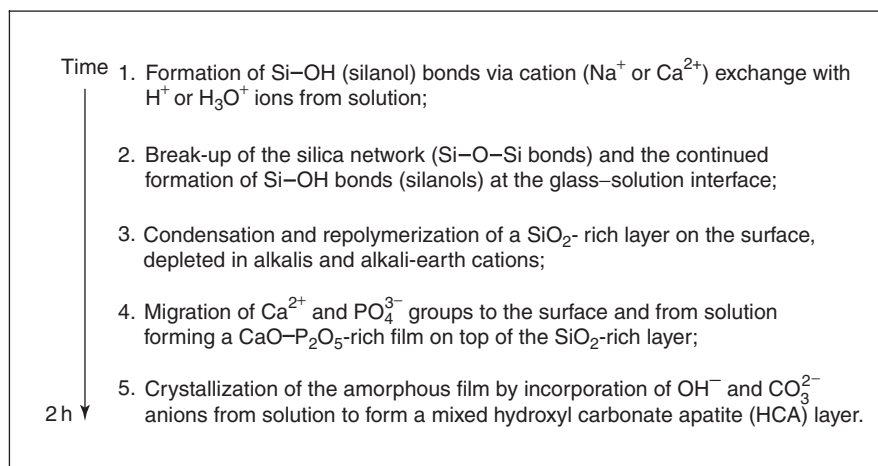 Time 1. Formation of Si–OH (silanol) bonds via cation (Na⁺ or Ca²⁺) exchange with
H⁺ or H₃O⁺ ions from solution;
2. Break-up of the silica network (Si–O–Si bonds) and the continued
formation of Si–OH bonds (silanols) at the glass–solution interface;
3. Condensation and repolymerization of a SiO₂- rich layer on the surface,
depleted in alkalis and alkali-earth cations;
4. Migration of Ca²⁺ and PO₄³⁻ groups to the surface and from solution
forming a CaO–P₂O₅-rich film on top of the SiO₂-rich layer;
5. Crystallization of the amorphous film by incorporation of OH⁻ and CO₃²⁻
2 h anions from solution to form a mixed hydroxyl carbonate apatite (HCA) layer.